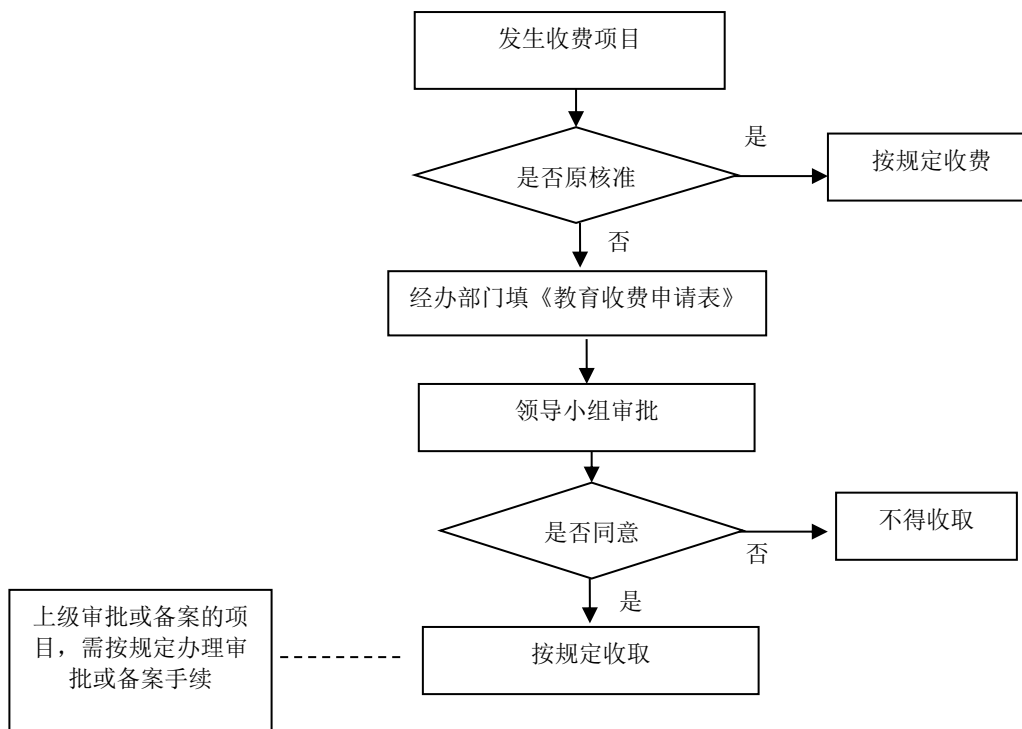 发生收费项目
是
是否原核准
按规定收费
否
经办部门填《教育收费申请表》
领导小组审批
是否同意
否
不得收取
是
上级审批或备案的项
目，需按规定办理审
批或备案手续
按规定收取